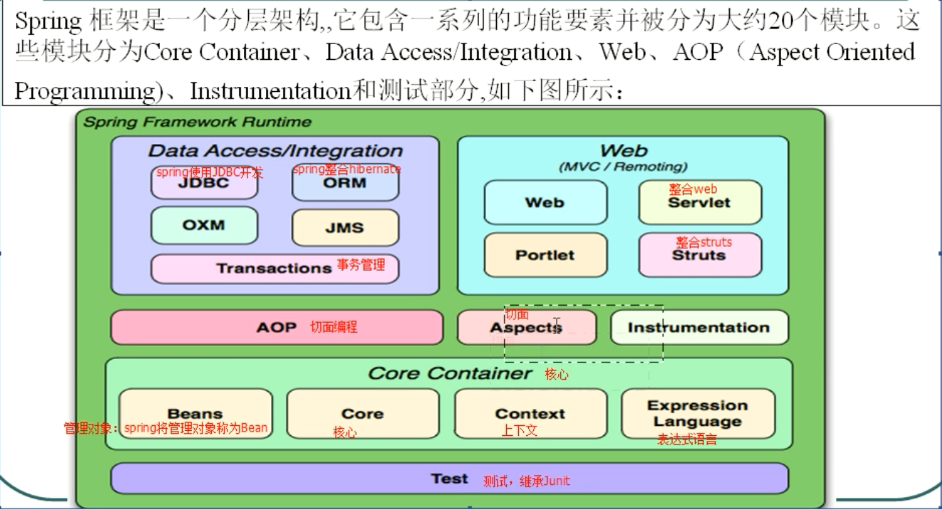 Spring 框架是一个分层架构,,它包含一系列的功能要素并被分为大约20个模块。这
些模块分为Core Container、Data Access/Integration、Web、AOP（Aspect Oriented
Programming)、Instrumentation和测试部分,如下图所示：
Spring Framework Runtime
Data Access/Integration
spring使用JDBC开发
JDBC
spring整合hibernate
ORM
OXM
JMS
Transactions 事务管理
Web
(MVC / Remoting)
Web
整合web
Servlet
Portlet
整合struts
Struts
AOP 切面编程
切面
Aspects
Instrumentation
Core Container 核心
Beans
管理对象：spring将管理对象称为Bean
Core
核心
Context
上下文
Expression
Language
表达式语言
Test 测试，继承Junit